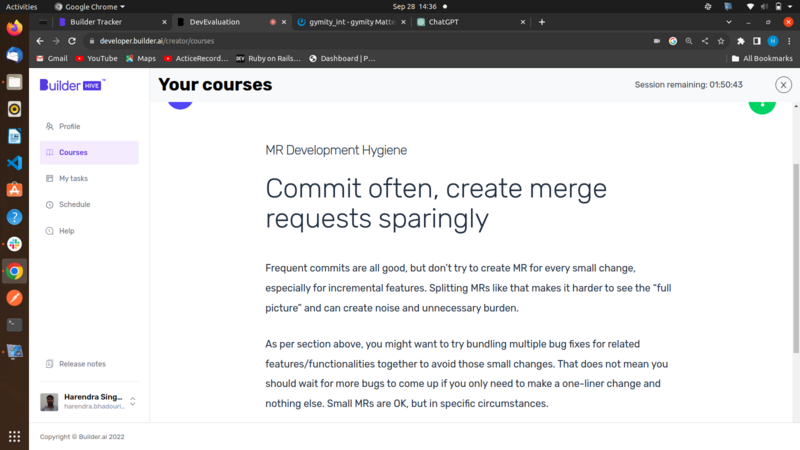 Activities
Google Chrome
Sep 28 14:36
Builder Tracker
DevEvaluation
gymity_int - gymity Matte
ChatGPT
developer.builder.ai/creator/courses
H
Gmail
YouTube
Maps
ActiceRecord…
DEV
Ruby on Rails…
Dashboard | P…
All Bookmarks
Builder HIVE™
Your courses
Session remaining: 01:50:43
Profile
Courses
My tasks
Schedule
Help
MR Development Hygiene
Commit often, create merge
requests sparingly
Frequent commits are all good, but don’t try to create MR for every small change,
especially for incremental features. Splitting MRs like that makes it harder to see the “full
picture” and can create noise and unnecessary burden.
As per section above, you might want to try bundling multiple bug fixes for related
features/functionalities together to avoid those small changes. That does not mean you
should wait for more bugs to come up if you only need to make a one-liner change and
nothing else. Small MRs are OK, but in specific circumstances.
Release notes
Harendra Sing…
harendra.bhadouri…
Copyright © Builder.ai 2022